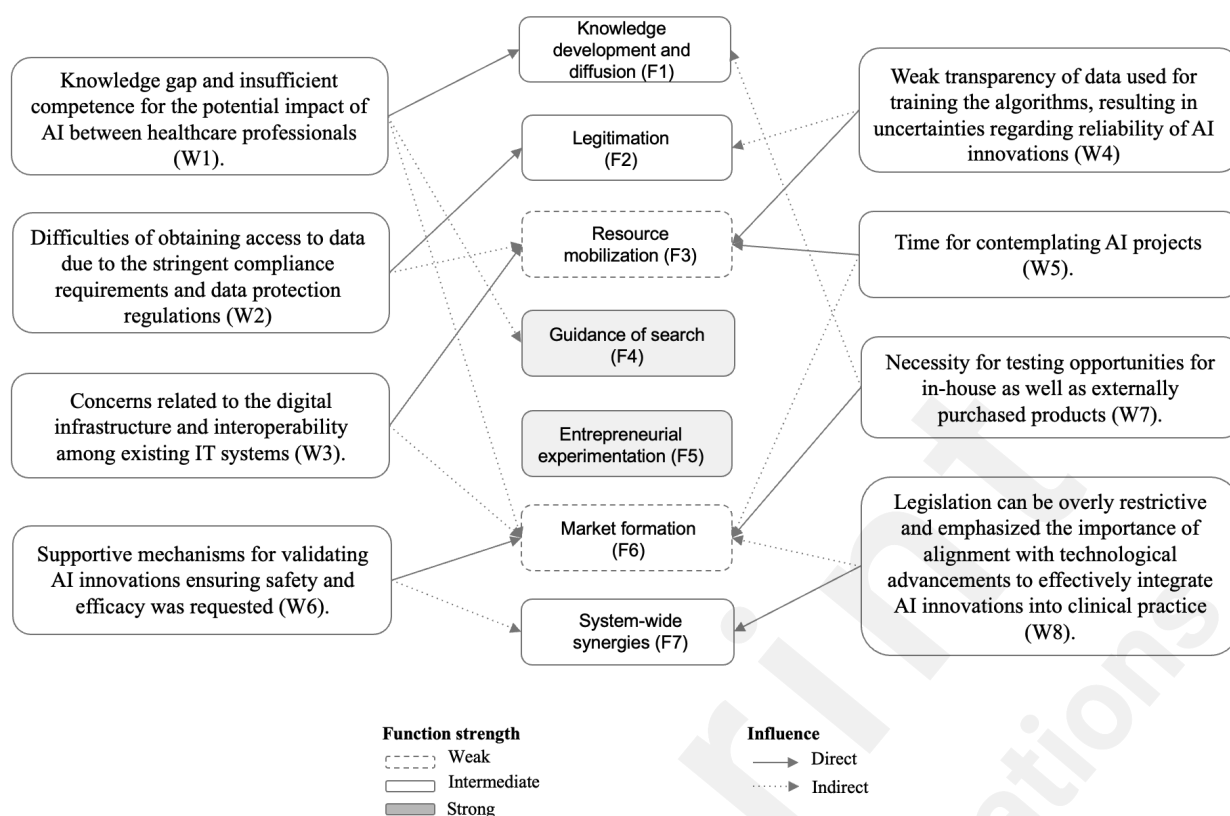 Knowledge
development and
diffusion (F1)
Knowledge gap and insufficient
competence for the potential impact of
AI between healthcare professionals
(W1).
Weak transparency of data used for
training the algorithms, resulting in
uncertainties regarding reliability of AI
innovations (W4)
Legitimation
(F2)
Difficulties of obtaining access to data
due to the stringent compliance
requirements and data protection
regulations (W2)
Resource
mobilization (F3)
Time for contemplating AI projects
(W5).
Guidance of search
(F4)
Necessity for testing opportunities for
in-house as well as externally
purchased products (W7).
Concerns related to the digital
infrastructure and interoperability
among existing IT systems (W3).
Entrepreneurial
experimentation (F5)
Legislation can be overly restrictive
and emphasized the importance of
alignment with technological
advancements to effectively integrate
AI innovations into clinical practice
(W8).
Market formation
(F6)
Supportive mechanisms for validating
AI innovations ensuring safety and
efficacy was requested (W6).
System-wide
synergies (F7)
Function strength
Weak
Intermediate
Strong
Influence
Direct
Indirect
rint
ations